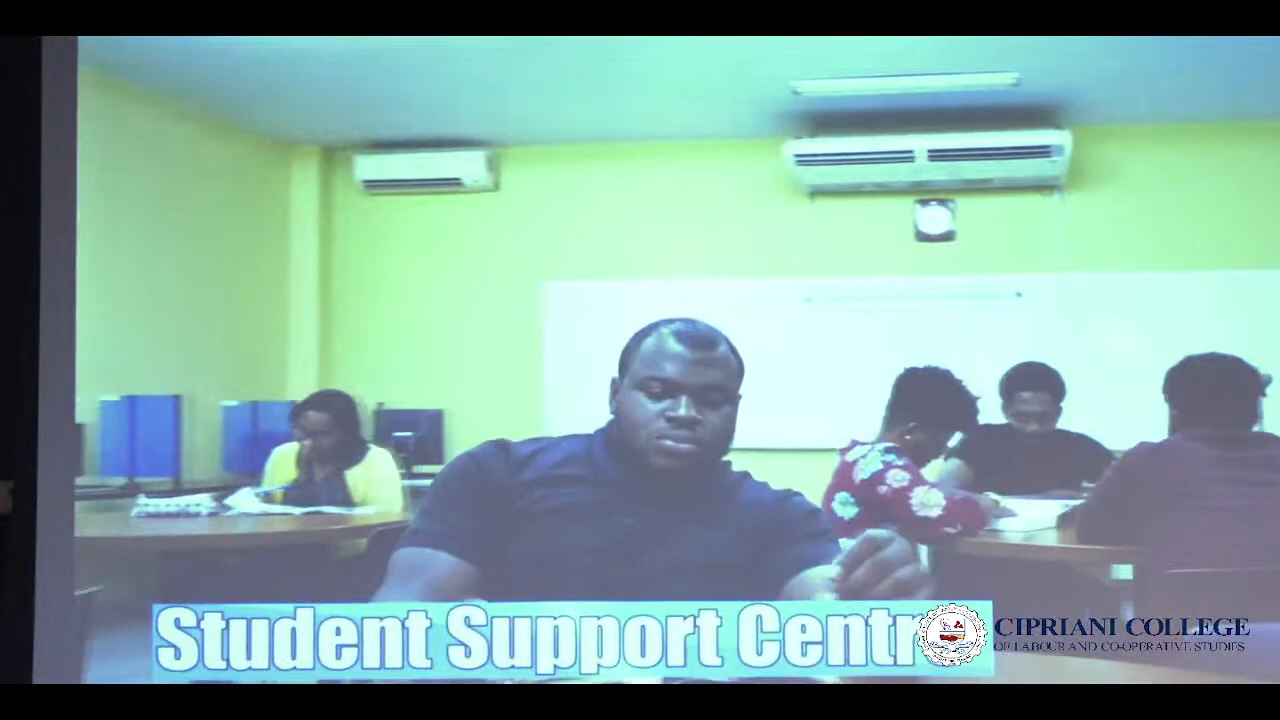 Student Support Centr
CIPRIANI COLLEGE
OF LABOUR AND CO-OPERATIVE STUDIES